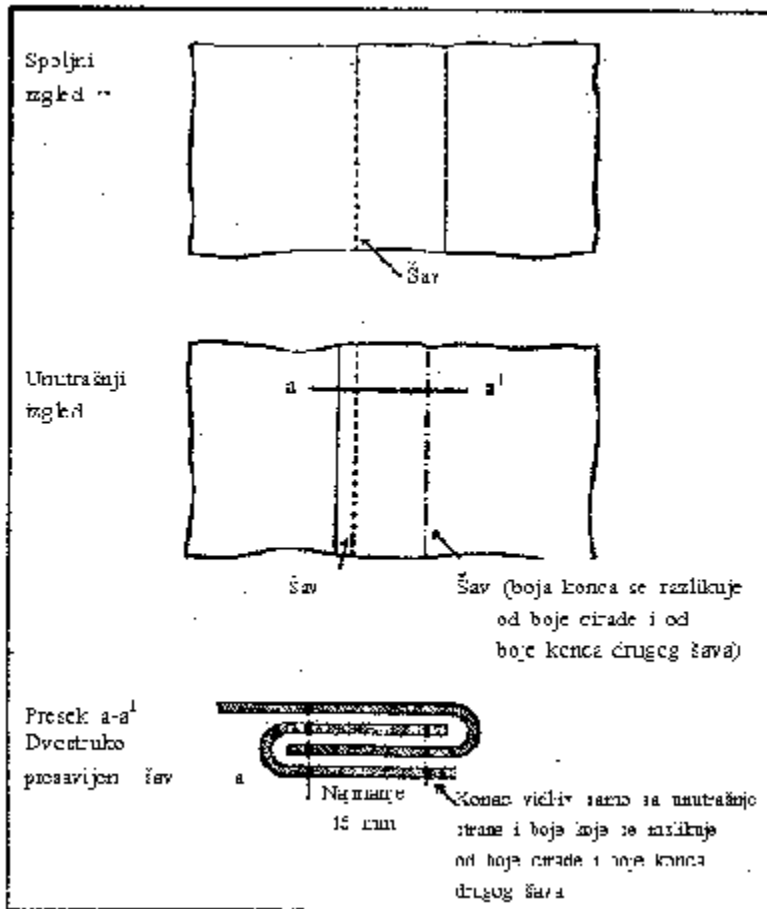 Spoljni
izgled
Šav
Unutrašnji
izgled
a a¹
Šav
Šav (boja konca se razlikuje
od boje cirade i od
boje konca drugog šava)
Presek a-a¹
Dvostruko
presavijen šav a
Najmanje
15 mm
Konac vidljiv samo sa unutrašnje
strane i boje koja se razlikuje
od boje cirade i boje konca
drugog šava